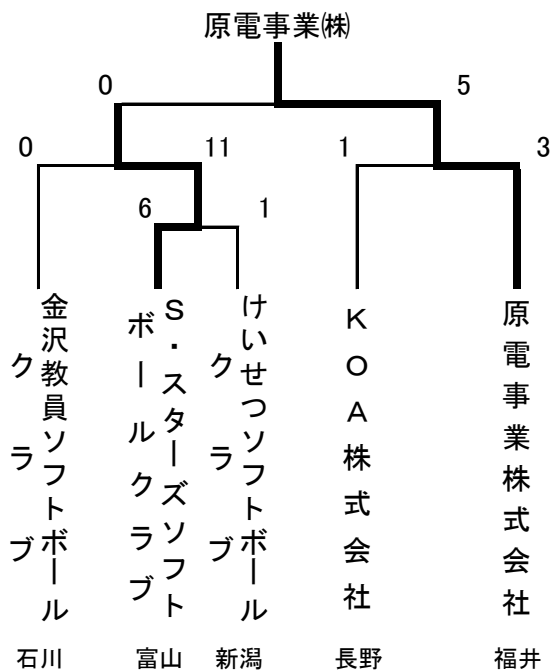 原電事業㈱
0
5
0
11
1
3
6
1
金沢教員ソフトボール
クラブ
S・スターズソフト
ボールクラブ
けいせつソフトボール
クラブ
KOA株式会社
原電事業株式会社
石川
富山
新潟
長野
福井